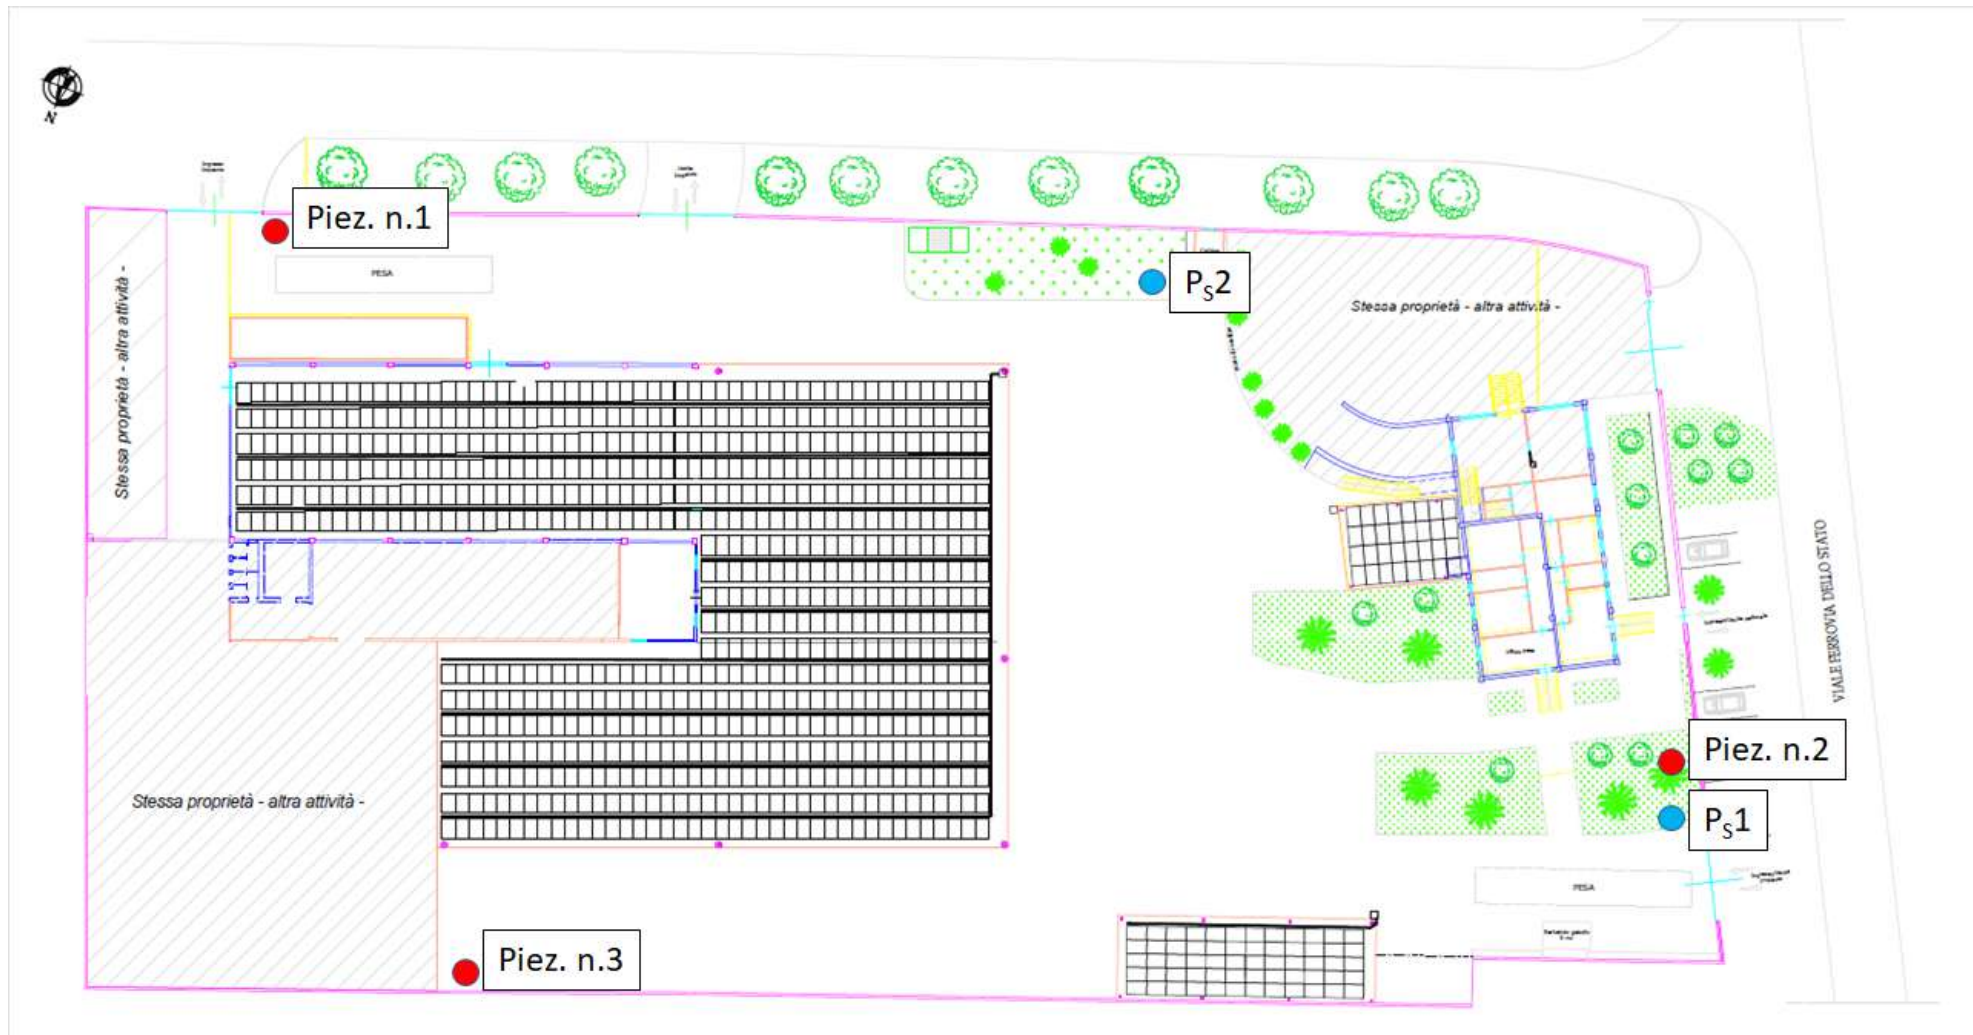 N
Piez. n.1
PESA
Stessa proprietà - altra attività -
PS2
Stessa proprietà - altra attività -
VIALE FERROVIA DELLO STATO
Piez. n.2
Stessa proprietà - altra attività -
PS1
PESA
Piez. n.3